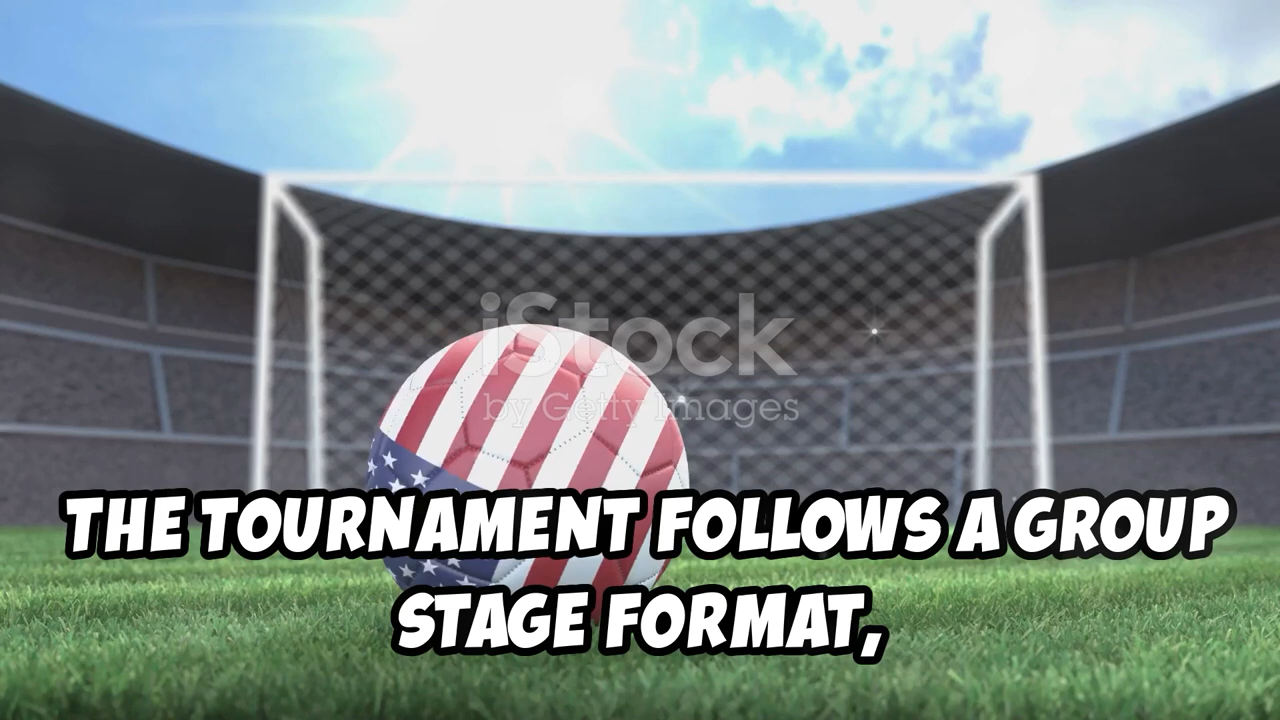 iStock
by Getty Images
THE TOURNAMENT FOLLOWS A GROUP
STAGE FORMAT,